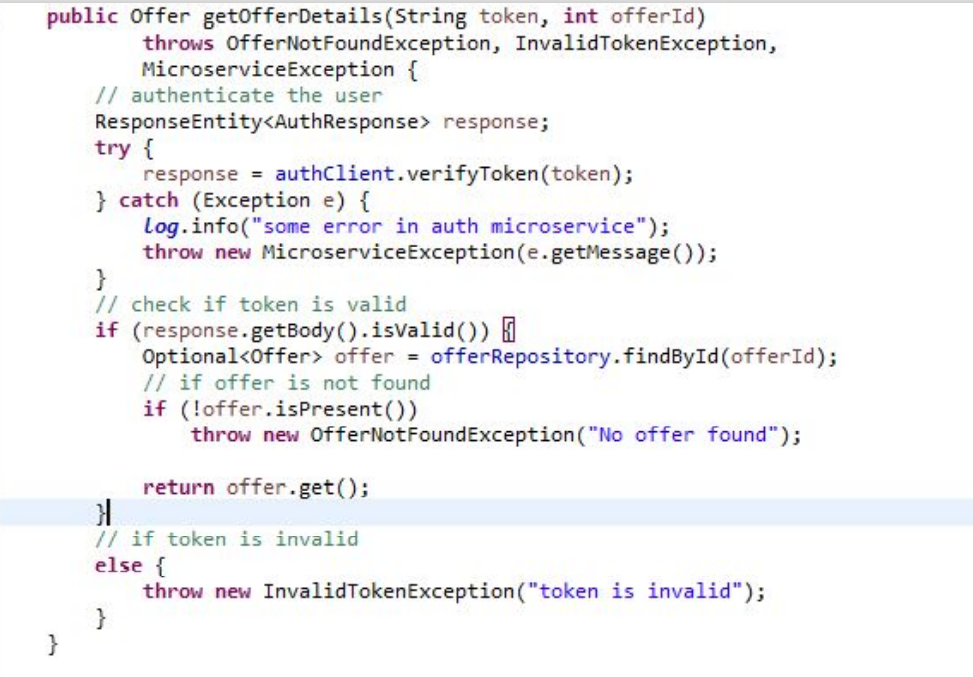 public Offer getOfferDetails(String token, int offerId)
        throws OfferNotFoundException, InvalidTokenException,
        MicroserviceException {
    // authenticate the user
    ResponseEntity<AuthResponse> response;
    try {
        response = authClient.verifyToken(token);
    } catch (Exception e) {
        log.info("some error in auth microservice");
        throw new MicroserviceException(e.getMessage());
    }
    // check if token is valid
    if (response.getBody().isValid()) {
        Optional<Offer> offer = offerRepository.findById(offerId);
        // if offer is not found
        if (!offer.isPresent())
            throw new OfferNotFoundException("No offer found");

        return offer.get();
    }
    // if token is invalid
    else {
        throw new InvalidTokenException("token is invalid");
    }
}